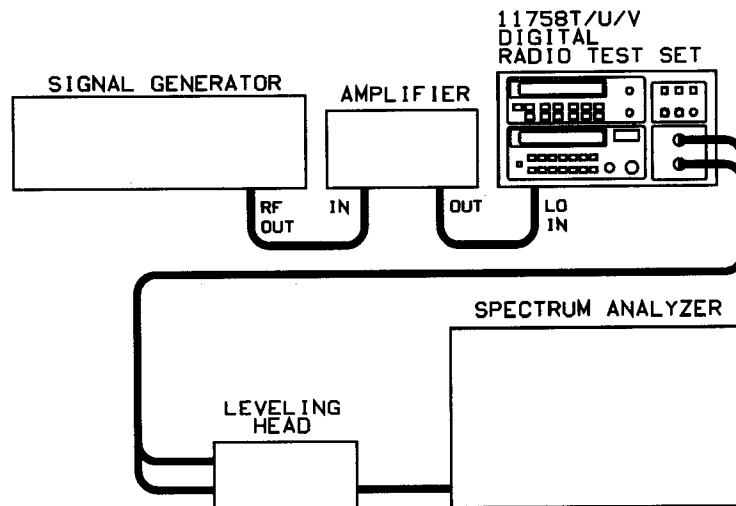 11758T/U/V
DIGITAL
RADIO TEST SET
SIGNAL GENERATOR
AMPLIFIER
RF
OUT
IN
OUT
LO
IN
SPECTRUM ANALYZER
LEVELING
HEAD